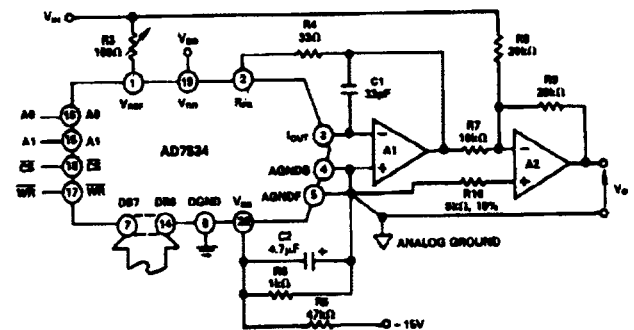 VIN
R3
100Ω
VDD
R4
33Ω
R8
20kΩ
1
19
2
C1
33pF
R9
20kΩ
VREF
VDD
RFB
A0 15 A0
A1 16 A1
CS 18 CS
WR 17 WR
AD7534
IOUT 3
AGNDS 4
AGNDF 5
A1
R7
10kΩ
A2
R10
5kΩ, 10%
VO
DB7 DB0 DGND VSS
7 14 6 20
ANALOG GROUND
C2
4.7μF
R6
1kΩ
R5
47kΩ
-15V